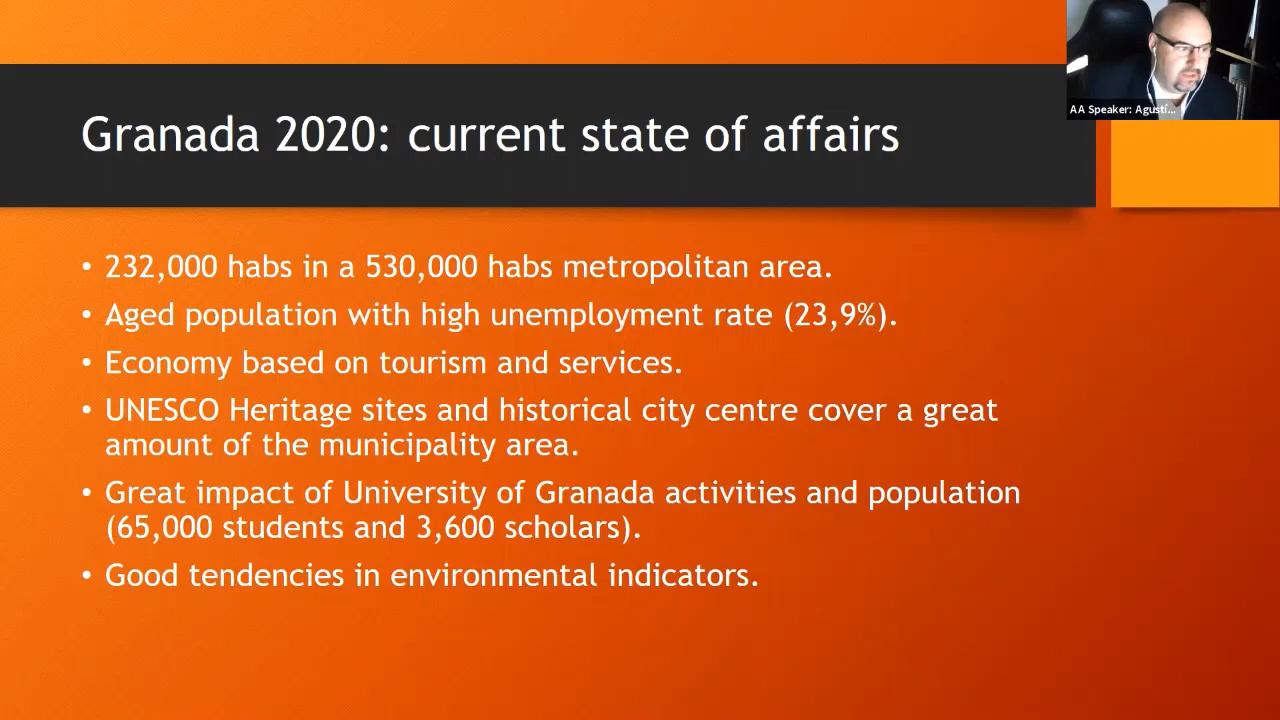 Granada 2020: current state of affairs
AA Speaker: Agustí...
• 232,000 habs in a 530,000 habs metropolitan area.
• Aged population with high unemployment rate (23,9%).
• Economy based on tourism and services.
• UNESCO Heritage sites and historical city centre cover a great
amount of the municipality area.
• Great impact of University of Granada activities and population
(65,000 students and 3,600 scholars).
• Good tendencies in environmental indicators.